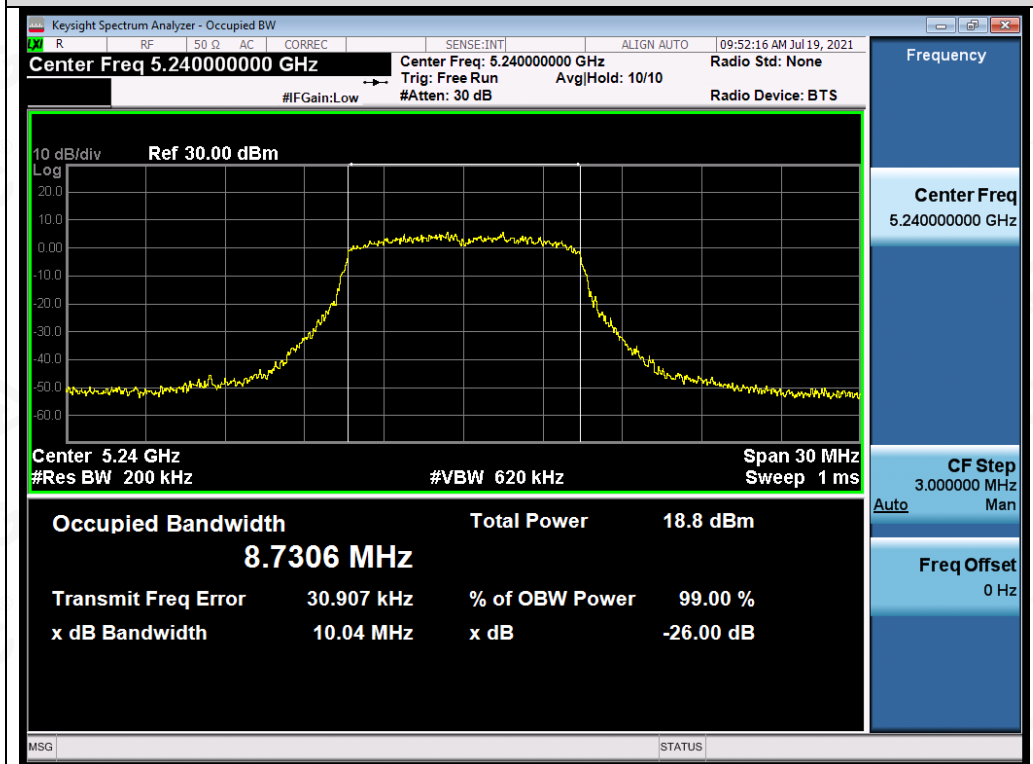 Keysight Spectrum Analyzer - Occupied BW
LXI R RF 50 Ω AC CORREC SENSE:INT ALIGN AUTO 09:52:16 AM Jul 19, 2021
Center Freq 5.240000000 GHz
Center Freq: 5.240000000 GHz Radio Std: None
Trig: Free Run Avg|Hold: 10/10
#IFGain:Low #Atten: 30 dB Radio Device: BTS
10 dB/div Ref 30.00 dBm
Log
20.0
10.0
0.00
-10.0
-20.0
-30.0
-40.0
-50.0
-60.0
Center 5.24 GHz Span 30 MHz
#Res BW 200 kHz #VBW 620 kHz Sweep 1 ms
Occupied Bandwidth Total Power 18.8 dBm
8.7306 MHz
Transmit Freq Error 30.907 kHz % of OBW Power 99.00 %
x dB Bandwidth 10.04 MHz x dB -26.00 dB
Frequency
Center Freq
5.240000000 GHz
CF Step
3.000000 MHz
Auto Man
Freq Offset
0 Hz
MSG STATUS